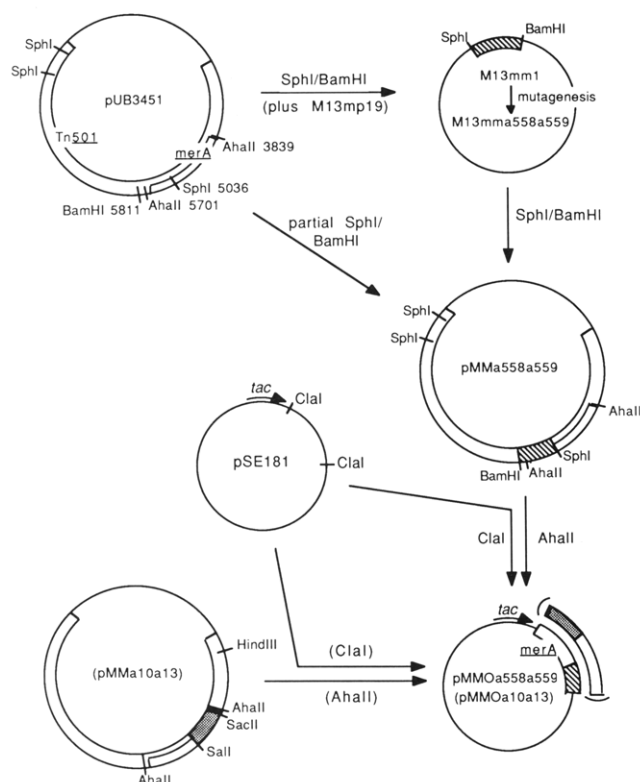 SphI
SphI
pUB3451
Tn501
merA
AhaII 3839
SphI 5036
AhaII 5701
BamHI 5811
SphI/BamHI
(plus M13mp19)
SphI
BamHI
M13mm1
mutagenesis
M13mma558a559
partial SphI/
BamHI
SphI/BamHI
SphI
SphI
pMMa558a559
AhaII
SphI
AhaII
BamHI
tac
ClaI
pSE181
ClaI
ClaI
AhaII
(pMMa10a13)
HindIII
AhaII
SacII
SalI
AhaII
(ClaI)
(AhaII)
tac
merA
pMMOa558a559
(pMMOa10a13)